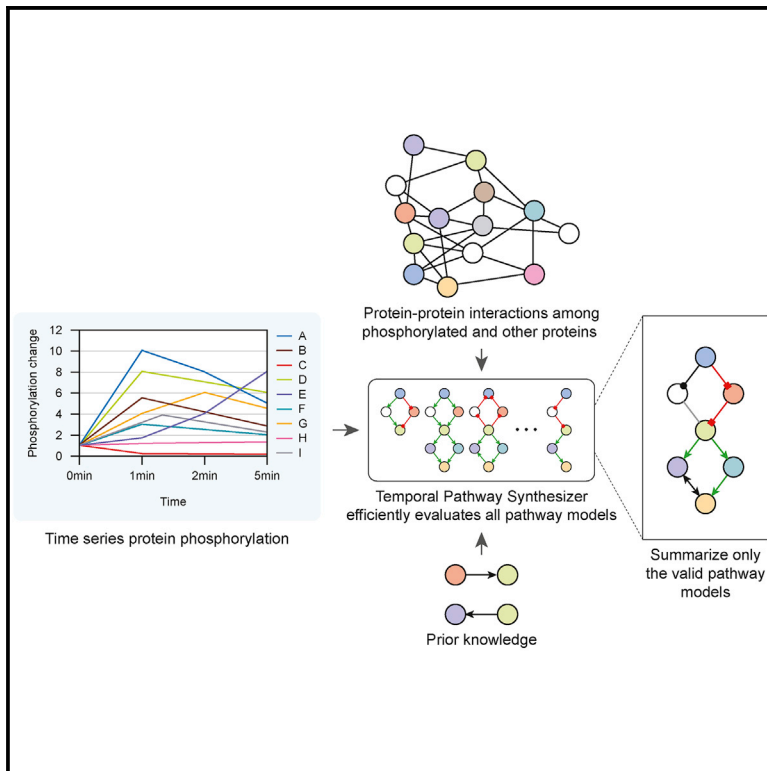 Protein-protein interactions among
phosphorylated and other proteins
Phosphorylation change
12
10
8
6
4
2
0
0min
1min
2min
5min
Time
A
B
C
D
E
F
G
H
I
Time series protein phosphorylation
Temporal Pathway Synthesizer
efficiently evaluates all pathway models
Prior knowledge
Summarize only
the valid pathway
models